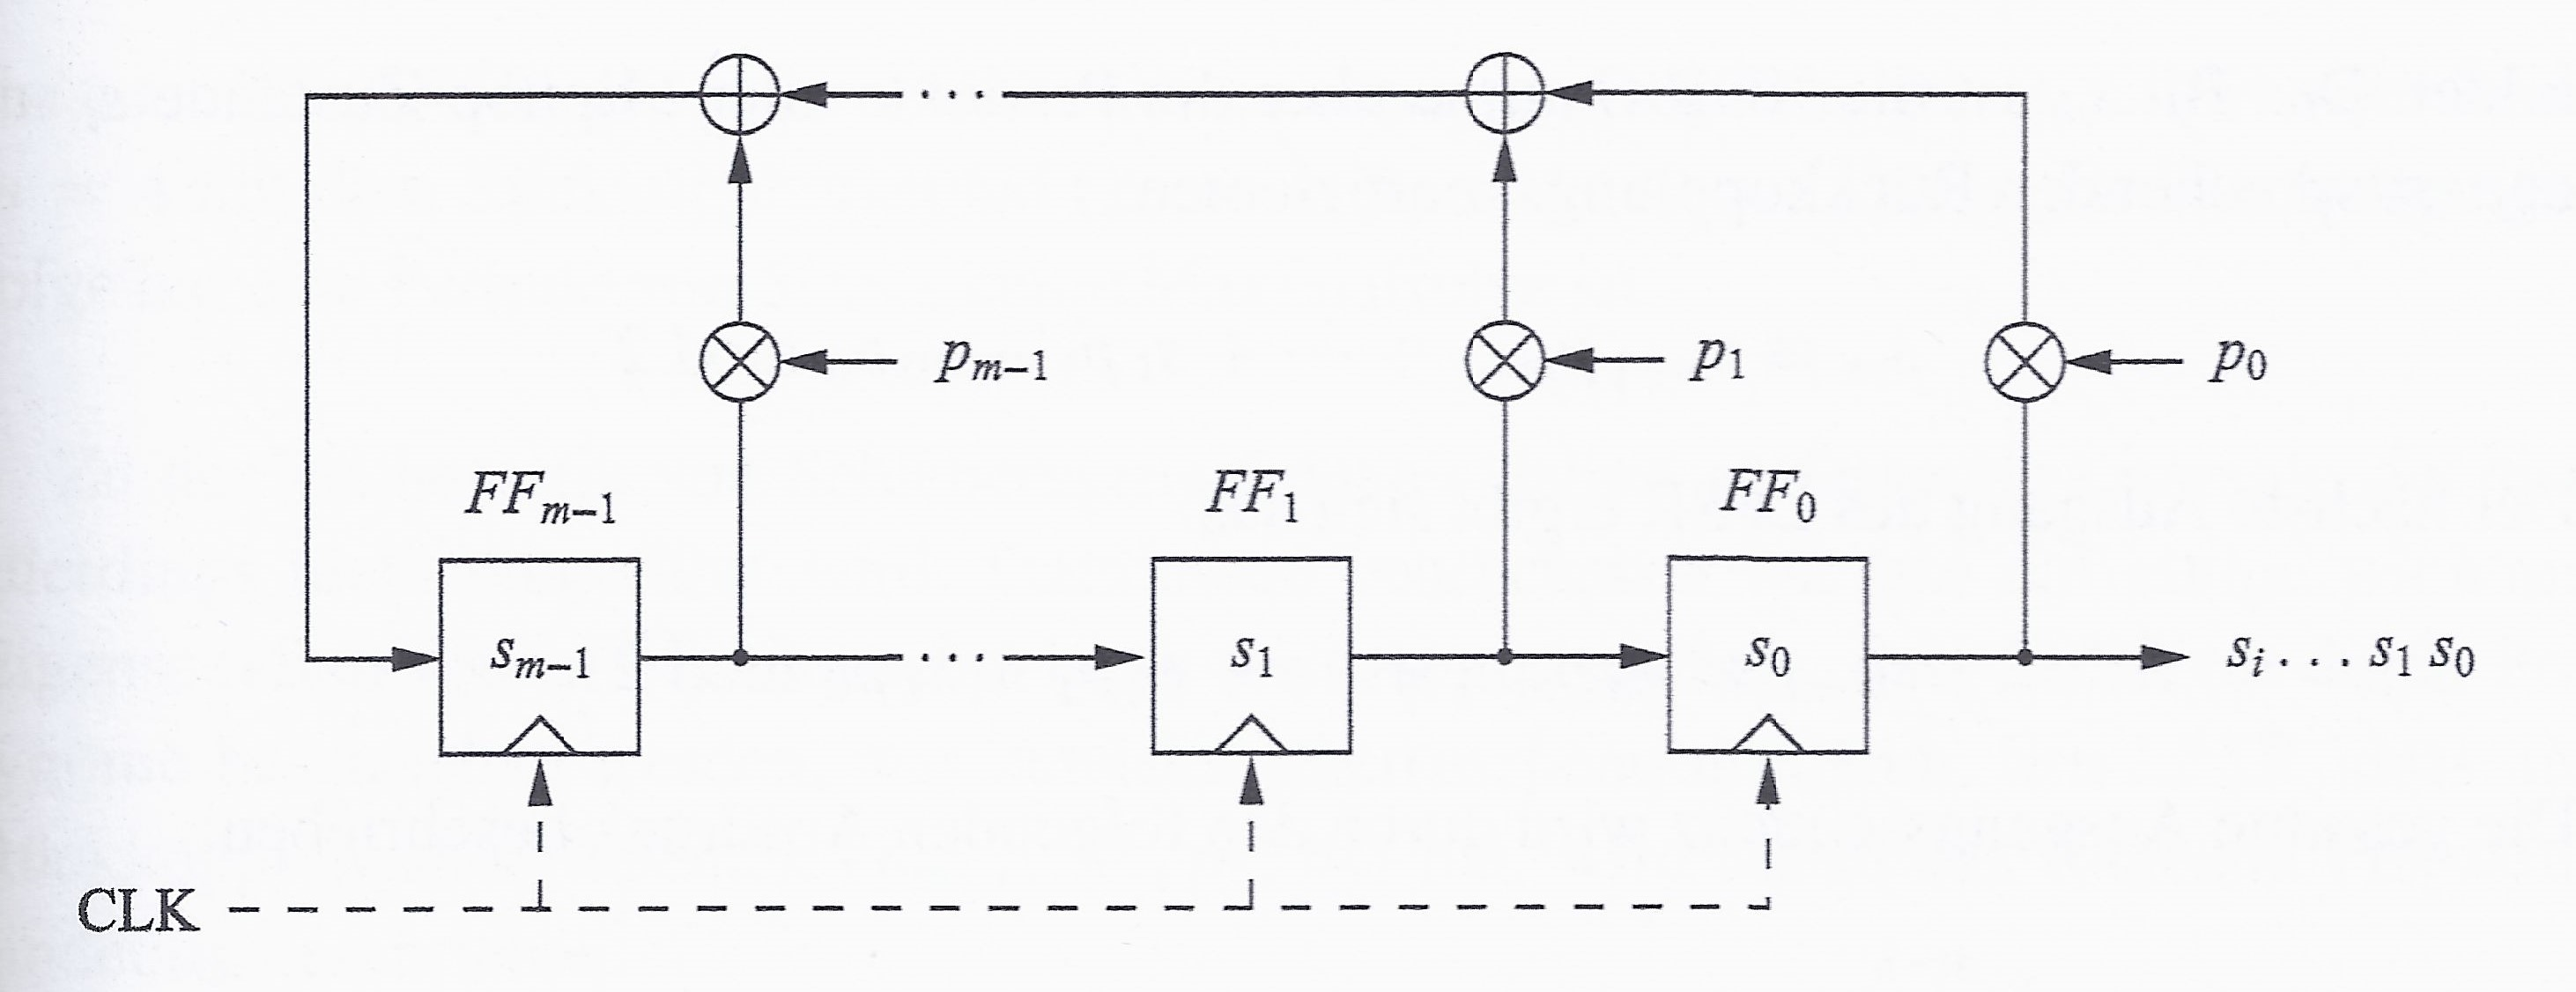 p_{m-1} p_1 p_0
FF_{m-1} FF_1 FF_0
s_{m-1} ... s_1 s_0 s_i ... s_1 s_0
CLK